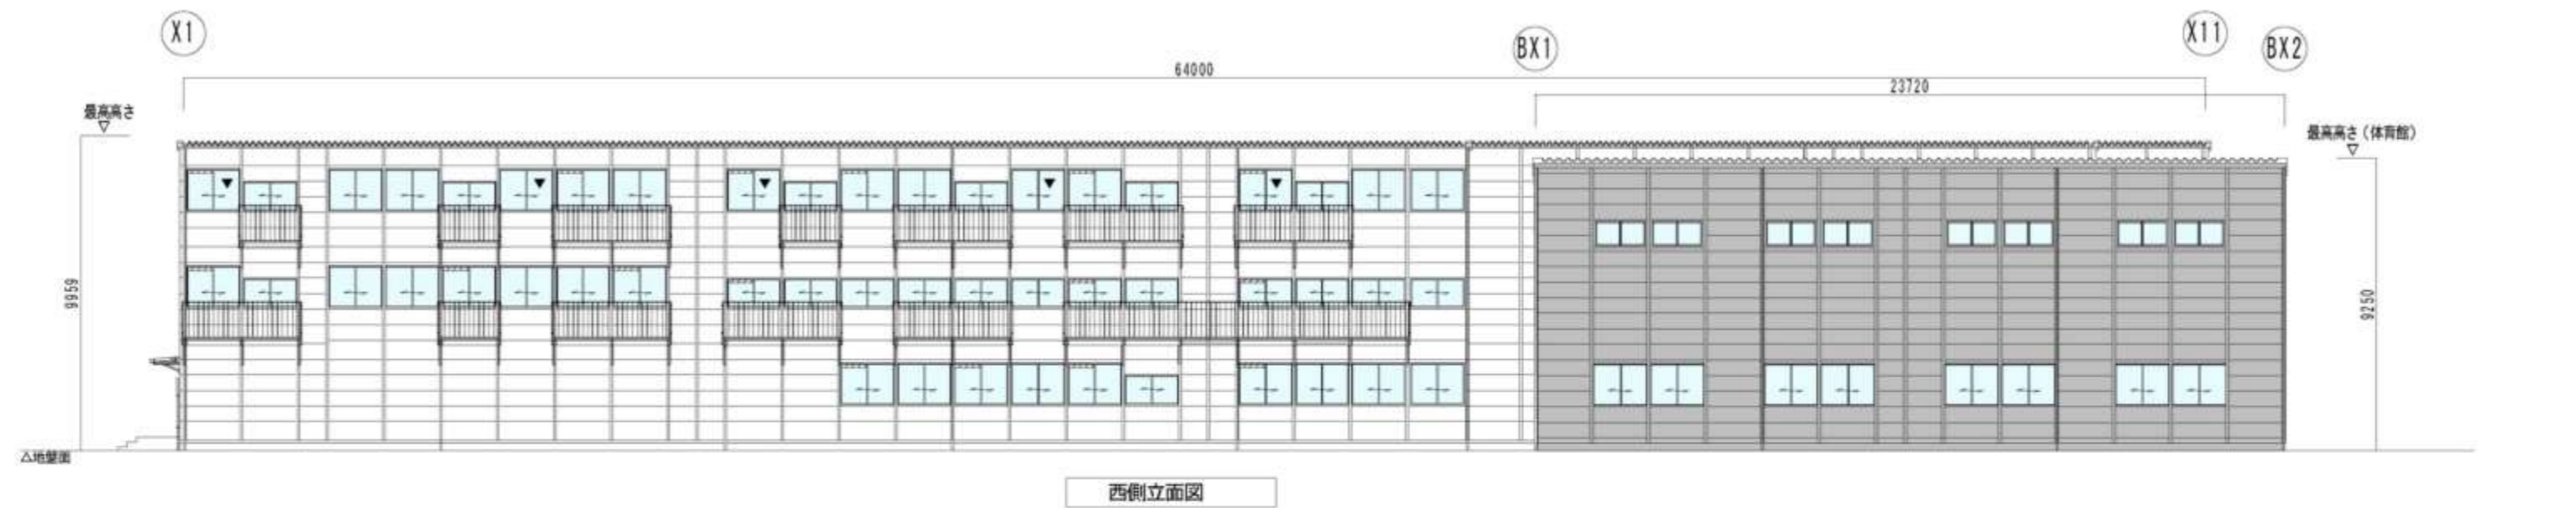 X1
BX1
X11
BX2
64000
23720
最高高さ
最高高さ（体育館）
9959
9250
△地盤面
西側立面図